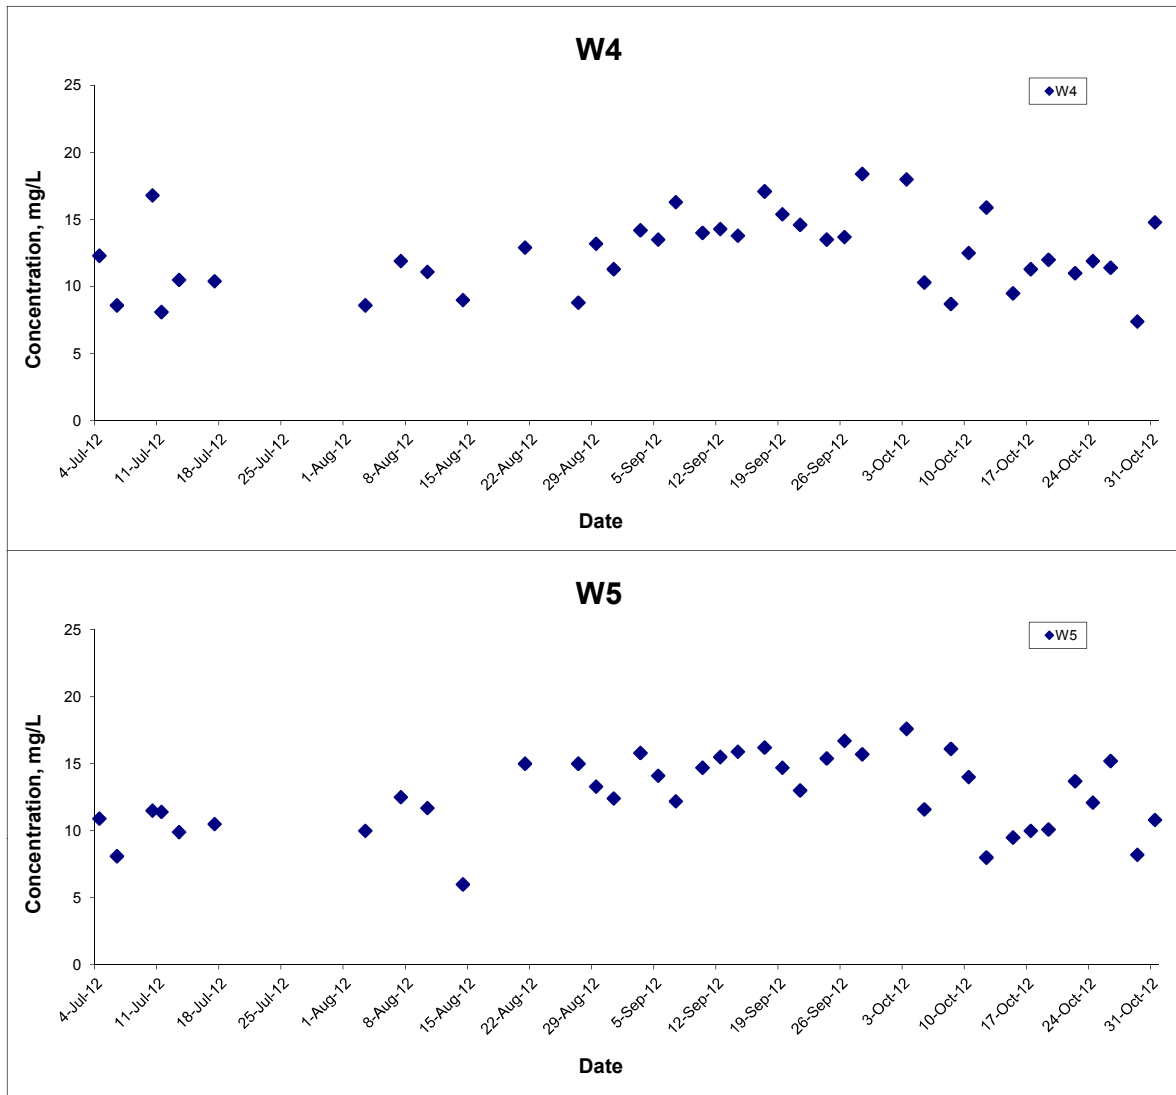 W4
W4
25
20
15
10
5
0
Concentration, mg/L
4-Jul-12
11-Jul-12
18-Jul-12
25-Jul-12
1-Aug-12
8-Aug-12
15-Aug-12
22-Aug-12
29-Aug-12
5-Sep-12
12-Sep-12
19-Sep-12
26-Sep-12
3-Oct-12
10-Oct-12
17-Oct-12
24-Oct-12
31-Oct-12
Date
W5
W5
25
20
15
10
5
0
Concentration, mg/L
4-Jul-12
11-Jul-12
18-Jul-12
25-Jul-12
1-Aug-12
8-Aug-12
15-Aug-12
22-Aug-12
29-Aug-12
5-Sep-12
12-Sep-12
19-Sep-12
26-Sep-12
3-Oct-12
10-Oct-12
17-Oct-12
24-Oct-12
31-Oct-12
Date